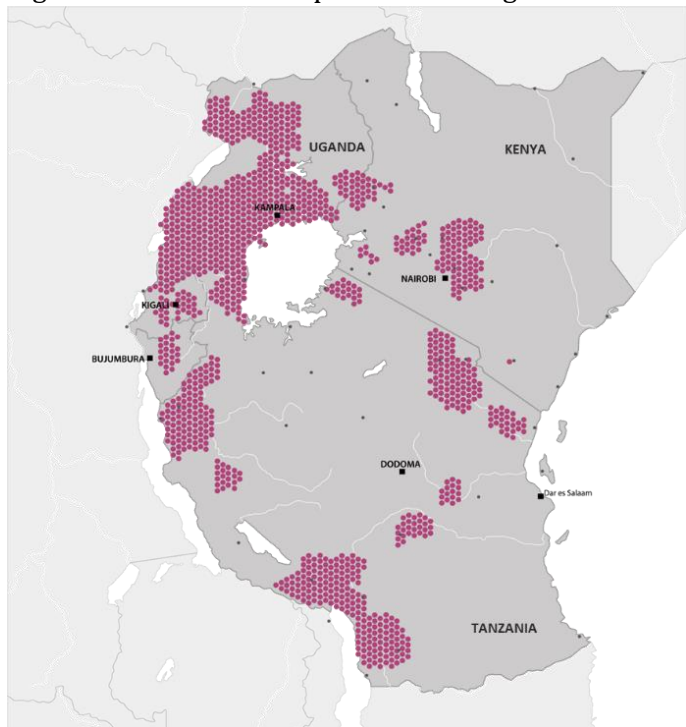 UGANDA
KENYA
KAMPALA
NAIROBI
KIGALI
BUJUMBURA
DODOMA
Dar es Salaam
TANZANIA